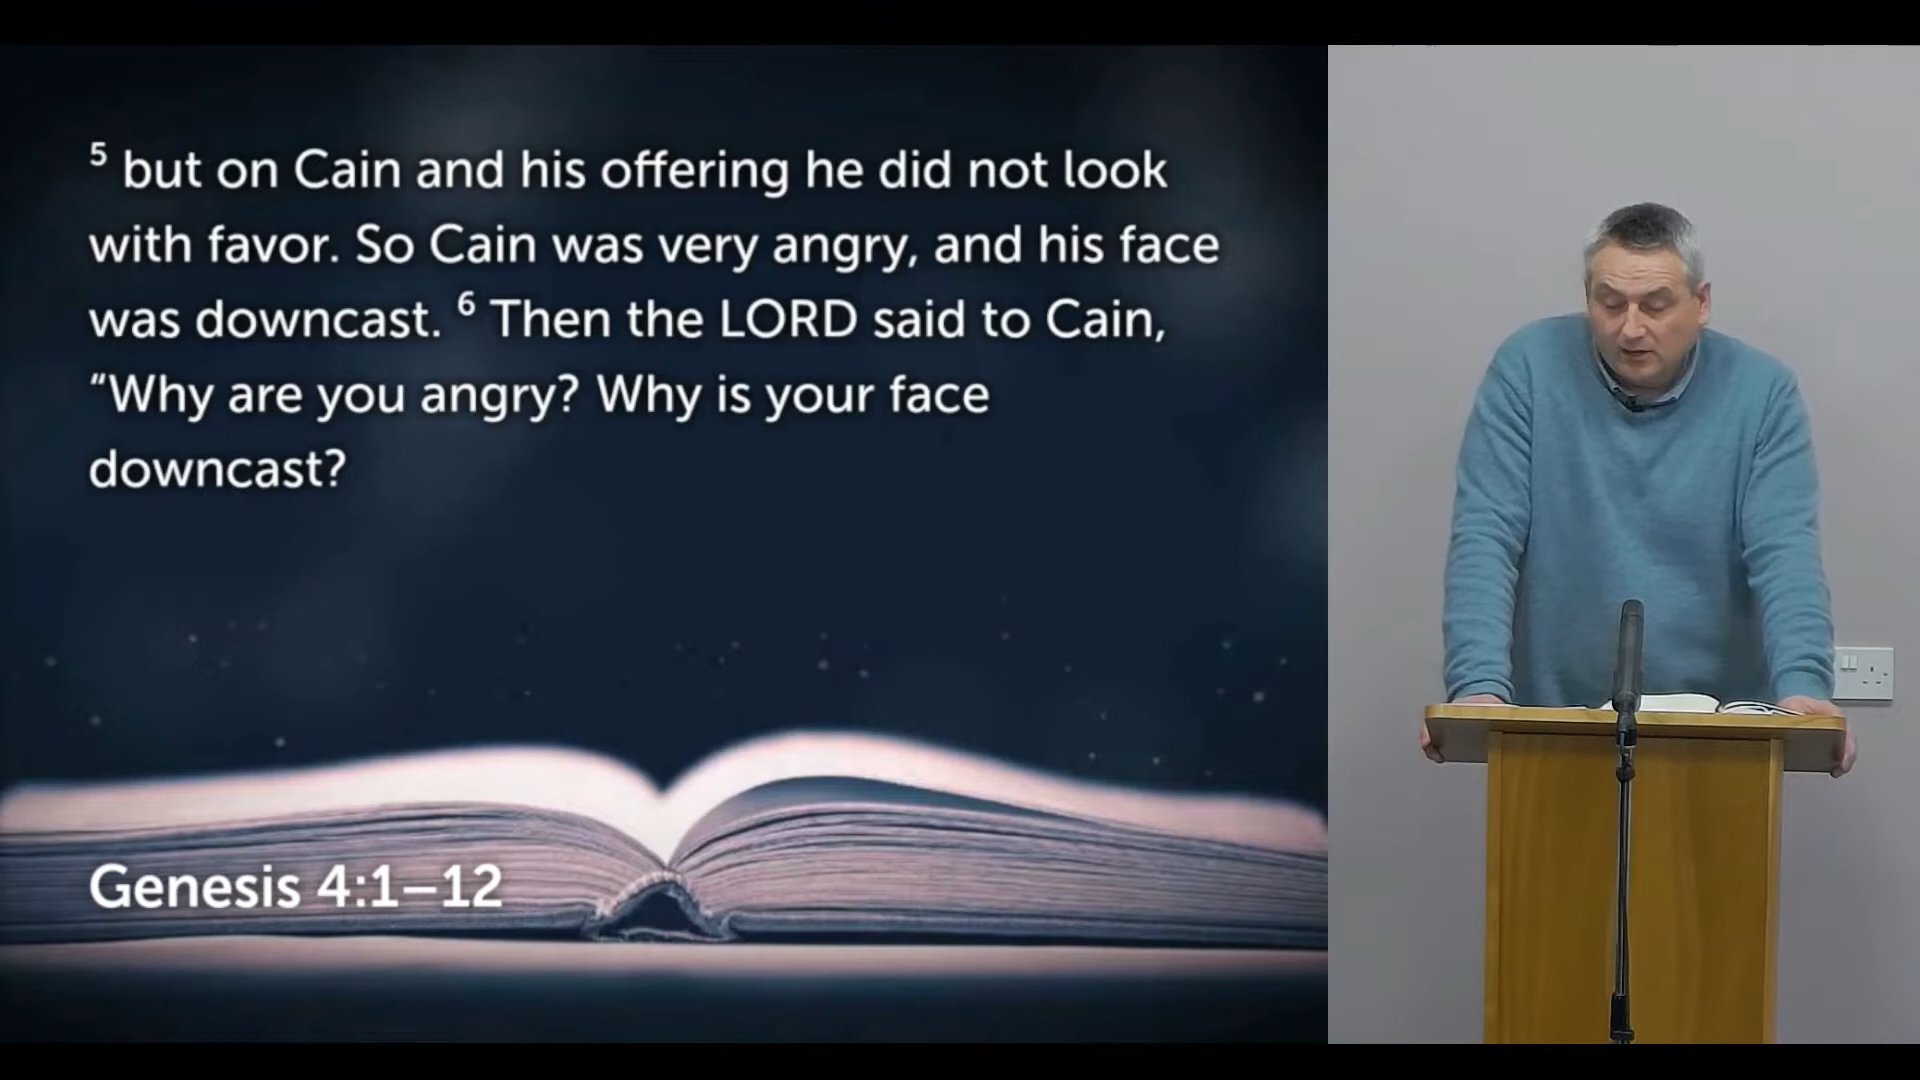 ⁵ but on Cain and his offering he did not look
with favor. So Cain was very angry, and his face
was downcast. ⁶ Then the LORD said to Cain,
“Why are you angry? Why is your face
downcast?
Genesis 4:1–12